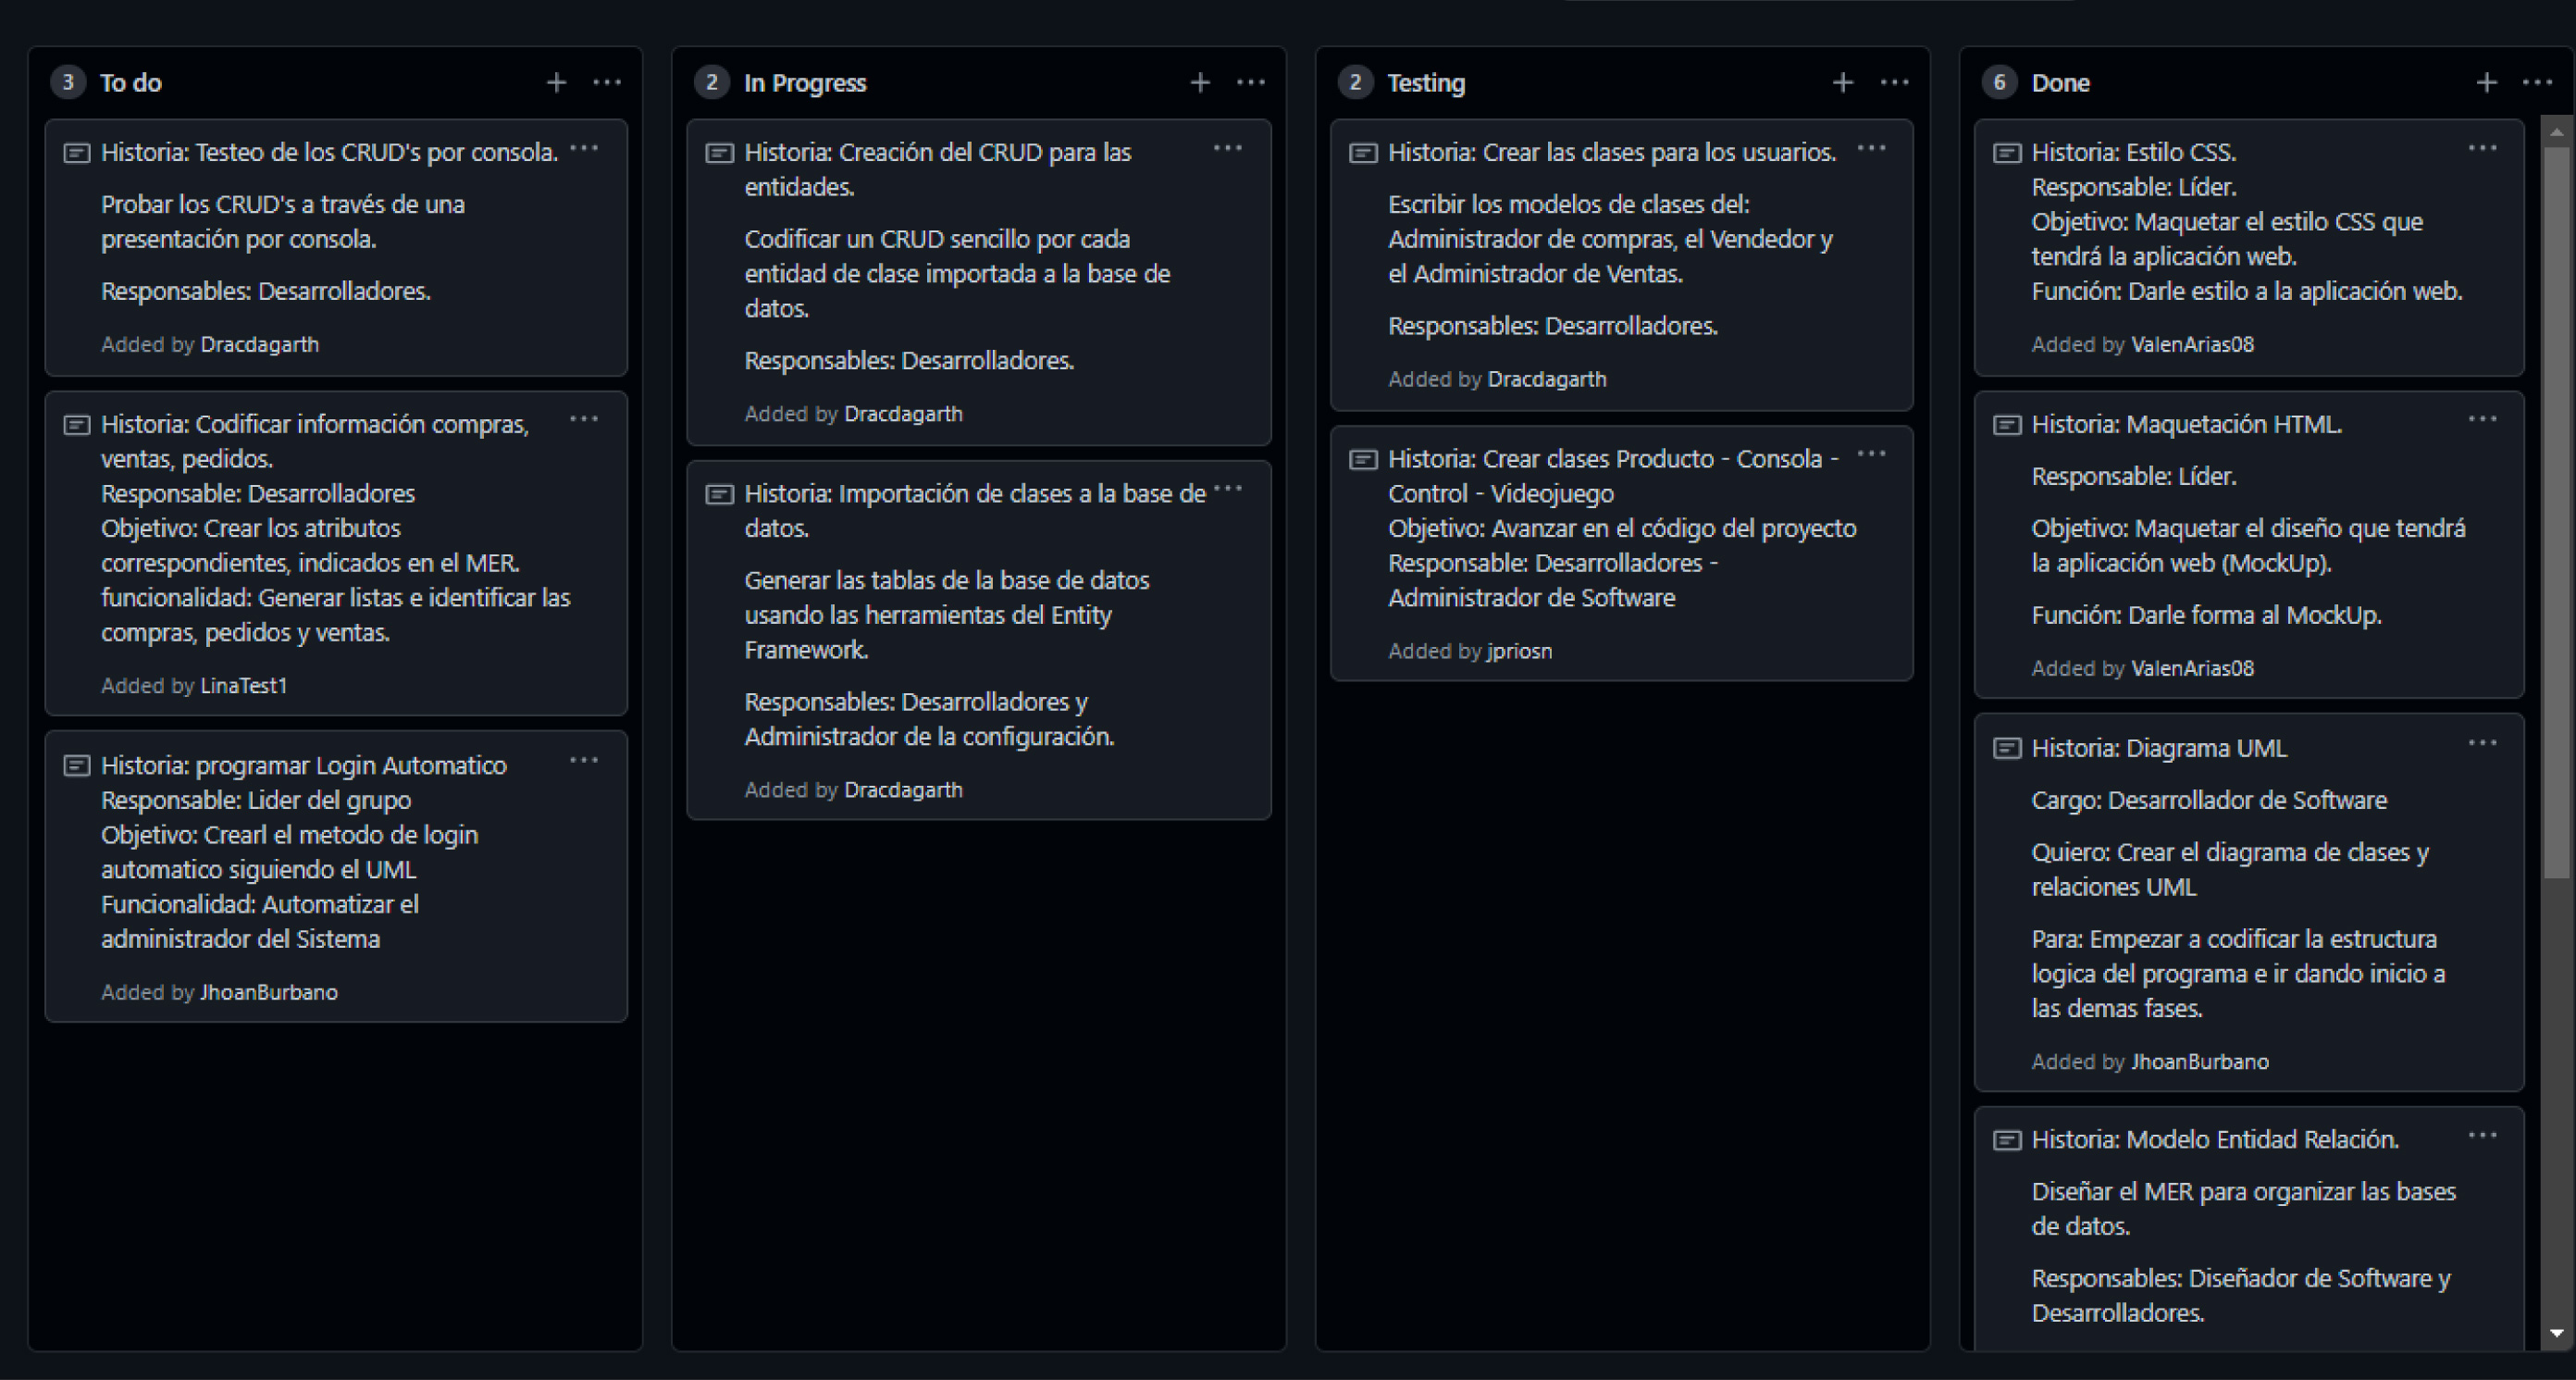 3 To do
Historia: Testeo de los CRUD's por consola.
Probar los CRUD's a través de una
presentación por consola.
Responsables: Desarrolladores.
Added by Dracdagarth
Historia: Codificar información compras,
ventas, pedidos.
Responsable: Desarrolladores
Objetivo: Crear los atributos
correspondientes, indicados en el MER.
funcionalidad: Generar listas e identificar las
compras, pedidos y ventas.
Added by LinaTest1
Historia: programar Login Automatico
Responsable: Lider del grupo
Objetivo: Crearl el metodo de login
automatico siguiendo el UML
Funcionalidad: Automatizar el
administrador del Sistema
Added by JhoanBurbano
2 In Progress
Historia: Creación del CRUD para las
entidades.
Codificar un CRUD sencillo por cada
entidad de clase importada a la base de
datos.
Responsables: Desarrolladores.
Added by Dracdagarth
Historia: Importación de clases a la base de
datos.
Generar las tablas de la base de datos
usando las herramientas del Entity
Framework.
Responsables: Desarrolladores y
Administrador de la configuración.
Added by Dracdagarth
2 Testing
Historia: Crear las clases para los usuarios.
Escribir los modelos de clases del:
Administrador de compras, el Vendedor y
el Administrador de Ventas.
Responsables: Desarrolladores.
Added by Dracdagarth
Historia: Crear clases Producto - Consola -
Control - Videojuego
Objetivo: Avanzar en el código del proyecto
Responsable: Desarrolladores -
Administrador de Software
Added by jpriosn
6 Done
Historia: Estilo CSS.
Responsable: Líder.
Objetivo: Maquetar el estilo CSS que
tendrá la aplicación web.
Función: Darle estilo a la aplicación web.
Added by ValenArias08
Historia: Maquetación HTML.
Responsable: Líder.
Objetivo: Maquetar el diseño que tendrá
la aplicación web (MockUp).
Función: Darle forma al MockUp.
Added by ValenArias08
Historia: Diagrama UML
Cargo: Desarrollador de Software
Quiero: Crear el diagrama de clases y
relaciones UML
Para: Empezar a codificar la estructura
logica del programa e ir dando inicio a
las demas fases.
Added by JhoanBurbano
Historia: Modelo Entidad Relación.
Diseñar el MER para organizar las bases
de datos.
Responsables: Diseñador de Software y
Desarrolladores.